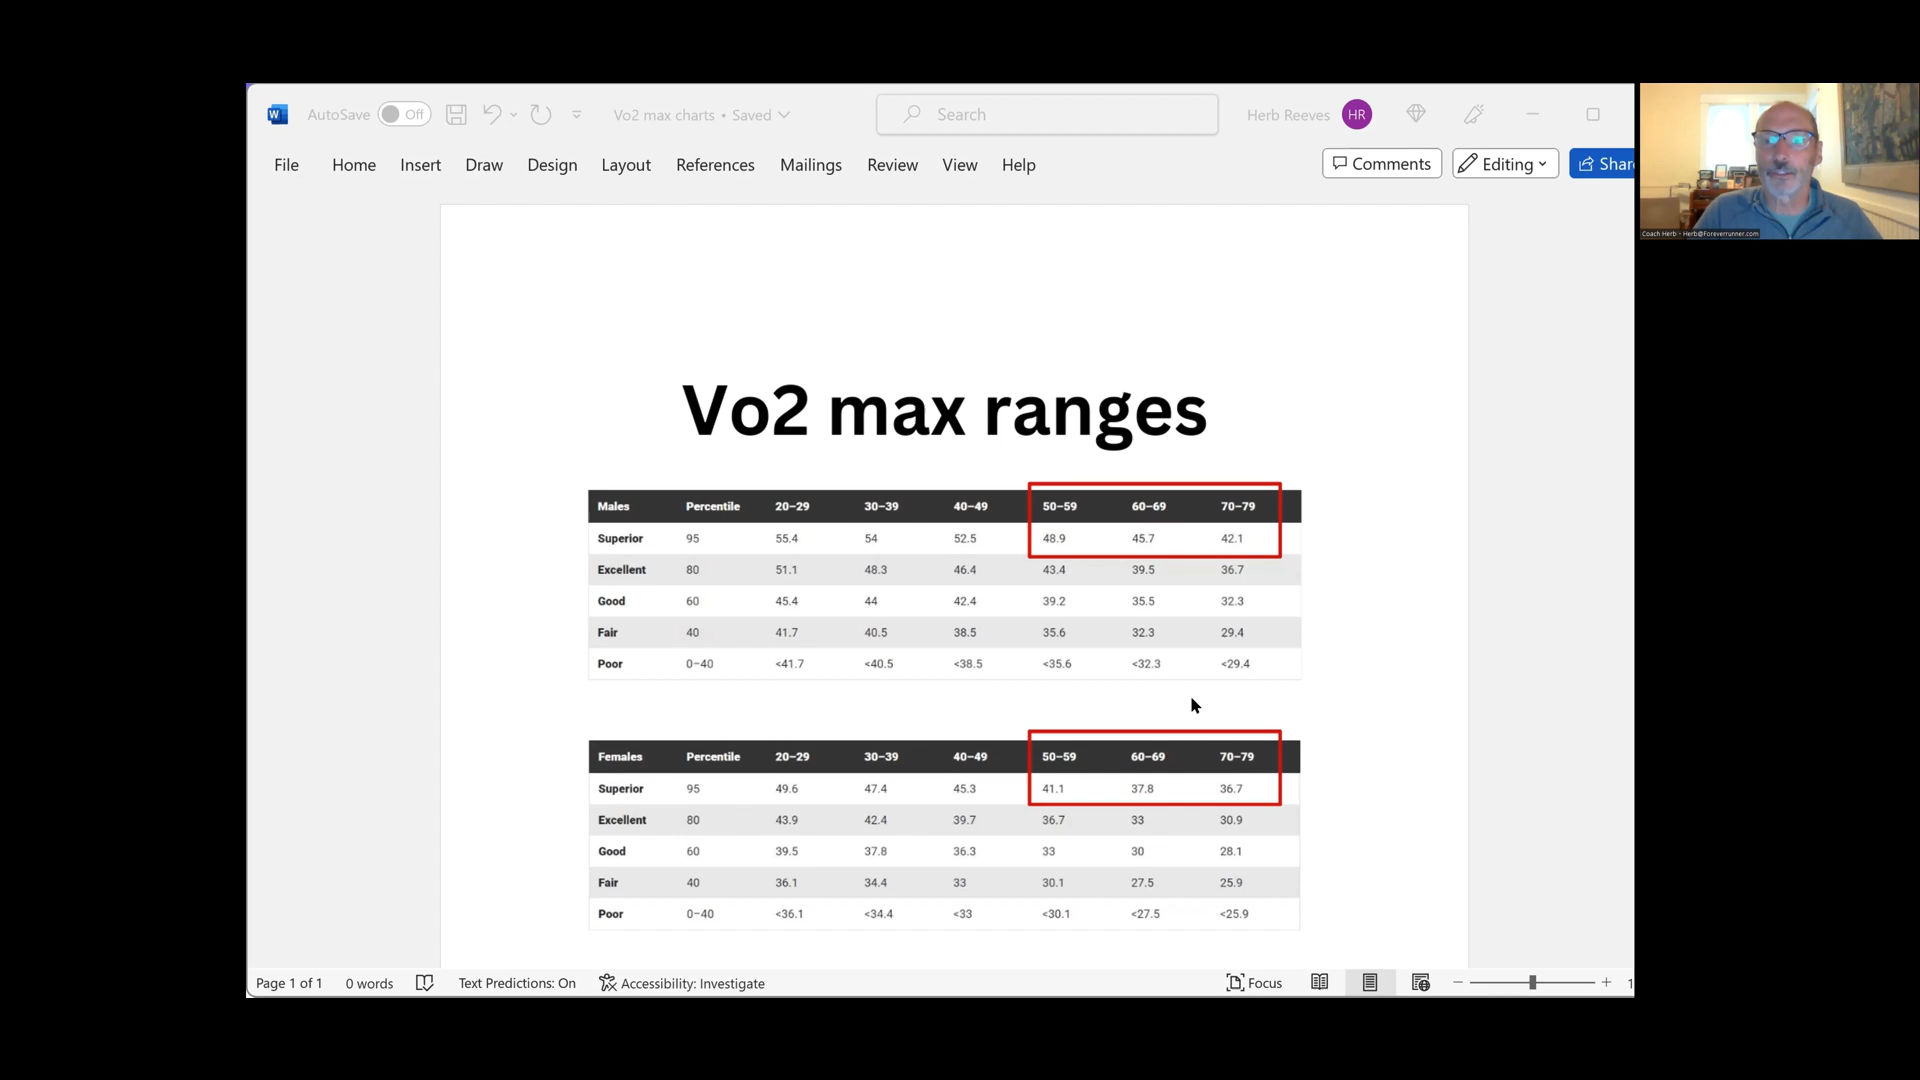 AutoSave Off Vo2 max charts • Saved Search Herb Reeves HR
File Home Insert Draw Design Layout References Mailings Review View Help Comments Editing Shar
Coach Herb - Herb@Foreverrunner.com
Vo2 max ranges
Males Percentile 20–29 30–39 40–49 50–59 60–69 70–79
Superior 95 55.4 54 52.5 48.9 45.7 42.1
Excellent 80 51.1 48.3 46.4 43.4 39.5 36.7
Good 60 45.4 44 42.4 39.2 35.5 32.3
Fair 40 41.7 40.5 38.5 35.6 32.3 29.4
Poor 0–40 <41.7 <40.5 <38.5 <35.6 <32.3 <29.4
Females Percentile 20–29 30–39 40–49 50–59 60–69 70–79
Superior 95 49.6 47.4 45.3 41.1 37.8 36.7
Excellent 80 43.9 42.4 39.7 36.7 33 30.9
Good 60 39.5 37.8 36.3 33 30 28.1
Fair 40 36.1 34.4 33 30.1 27.5 25.9
Poor 0–40 <36.1 <34.4 <33 <30.1 <27.5 <25.9
Page 1 of 1 0 words Text Predictions: On Accessibility: Investigate Focus 1